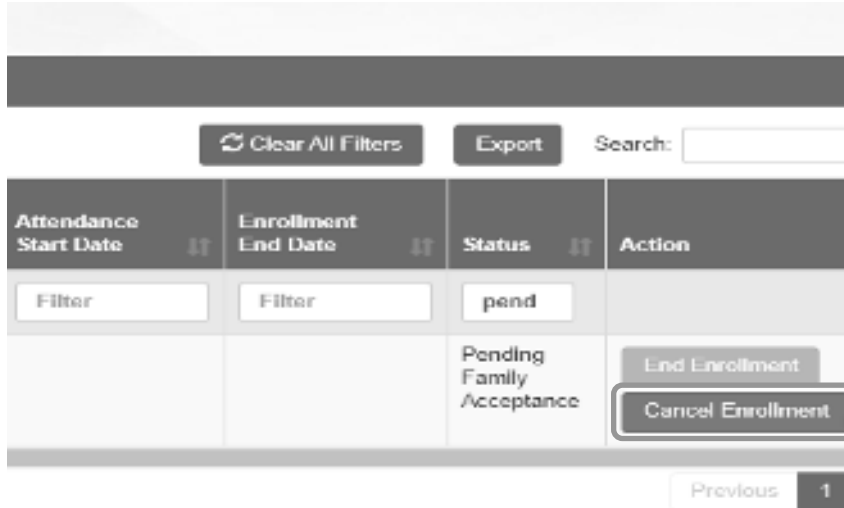 Clear All Filters Export Search:
Attendance Start Date
Enrollment End Date
Status
Action
Filter Filter pend
Pending
Family
Acceptance
End Enrollment
Cancel Enrollment
Previous 1